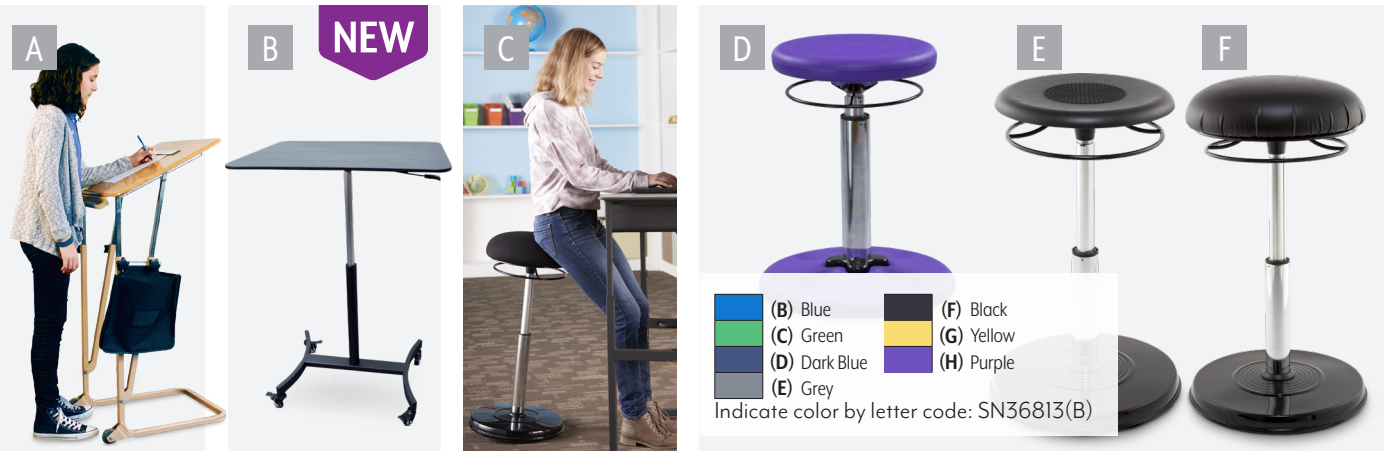 A
B
NEW
C
D
E
F
(B) Blue
(C) Green
(D) Dark Blue
(E) Grey
(F) Black
(G) Yellow
(H) Purple
Indicate color by letter code: SN36813(B)